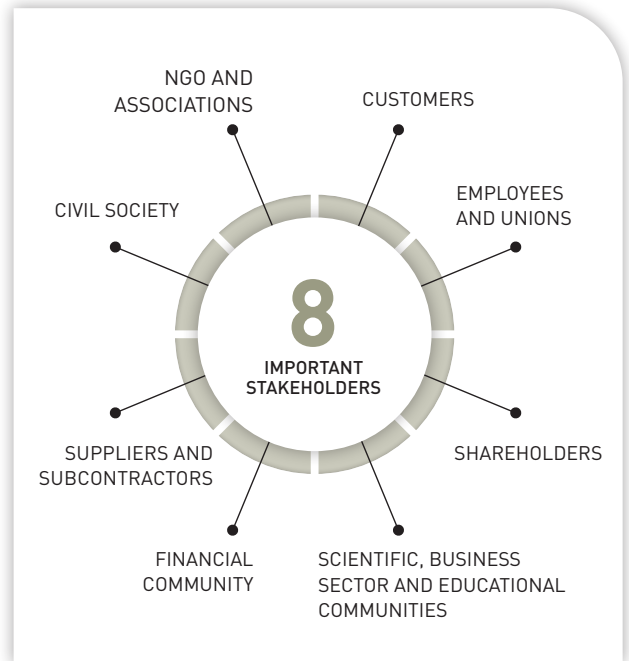 NGO AND
ASSOCIATIONS
CUSTOMERS
CIVIL SOCIETY
EMPLOYEES
AND UNIONS
8
IMPORTANT
STAKEHOLDERS
SUPPLIERS AND
SUBCONTRACTORS
SHAREHOLDERS
FINANCIAL
COMMUNITY
SCIENTIFIC, BUSINESS
SECTOR AND EDUCATIONAL
COMMUNITIES